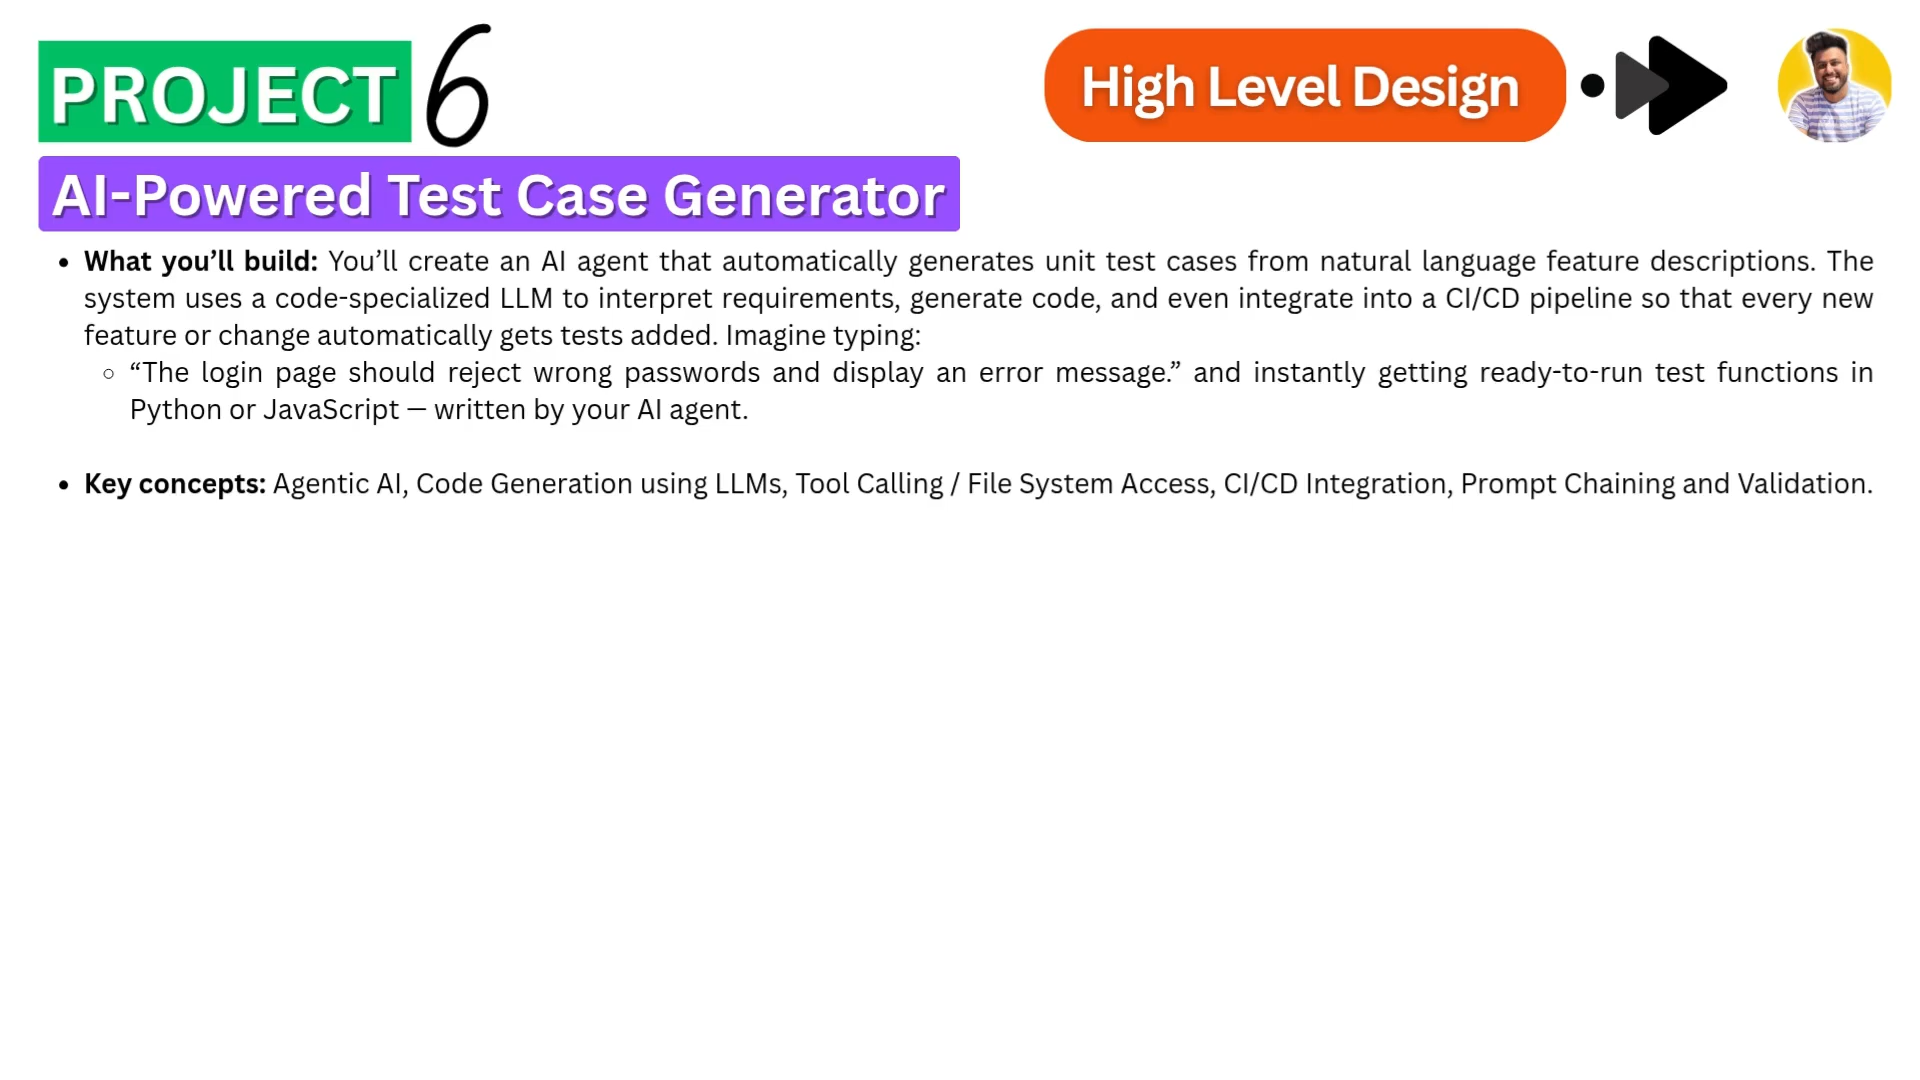 PROJECT 6
High Level Design
AI-Powered Test Case Generator
• What you’ll build: You’ll create an AI agent that automatically generates unit test cases from natural language feature descriptions. The
system uses a code-specialized LLM to interpret requirements, generate code, and even integrate into a CI/CD pipeline so that every new
feature or change automatically gets tests added. Imagine typing:
◦ “The login page should reject wrong passwords and display an error message.” and instantly getting ready-to-run test functions in
Python or JavaScript — written by your AI agent.
• Key concepts: Agentic AI, Code Generation using LLMs, Tool Calling / File System Access, CI/CD Integration, Prompt Chaining and Validation.